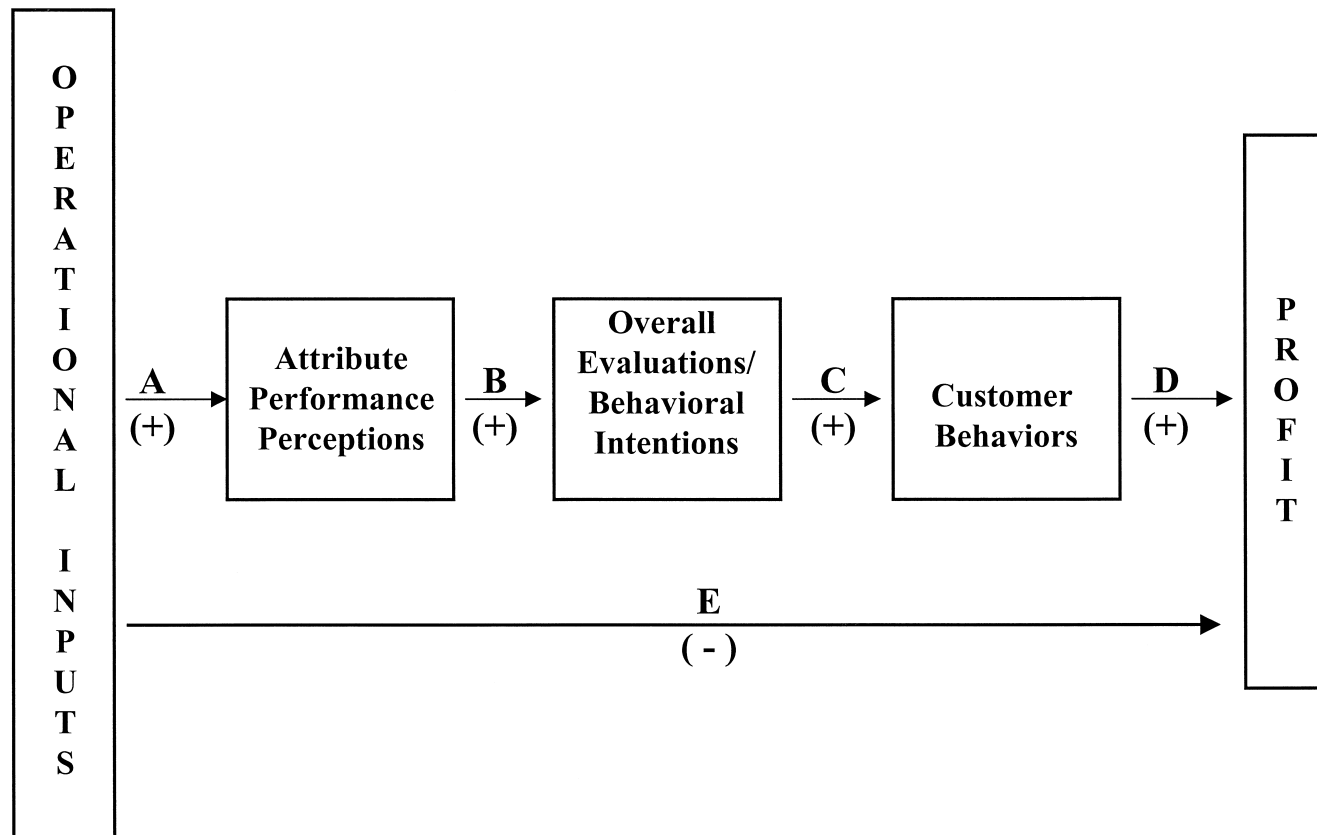 OPERATIONAL INPUTS
A
(+)
Attribute
Performance
Perceptions
B
(+)
Overall
Evaluations/
Behavioral
Intentions
C
(+)
Customer
Behaviors
D
(+)
PROFIT
E
( - )